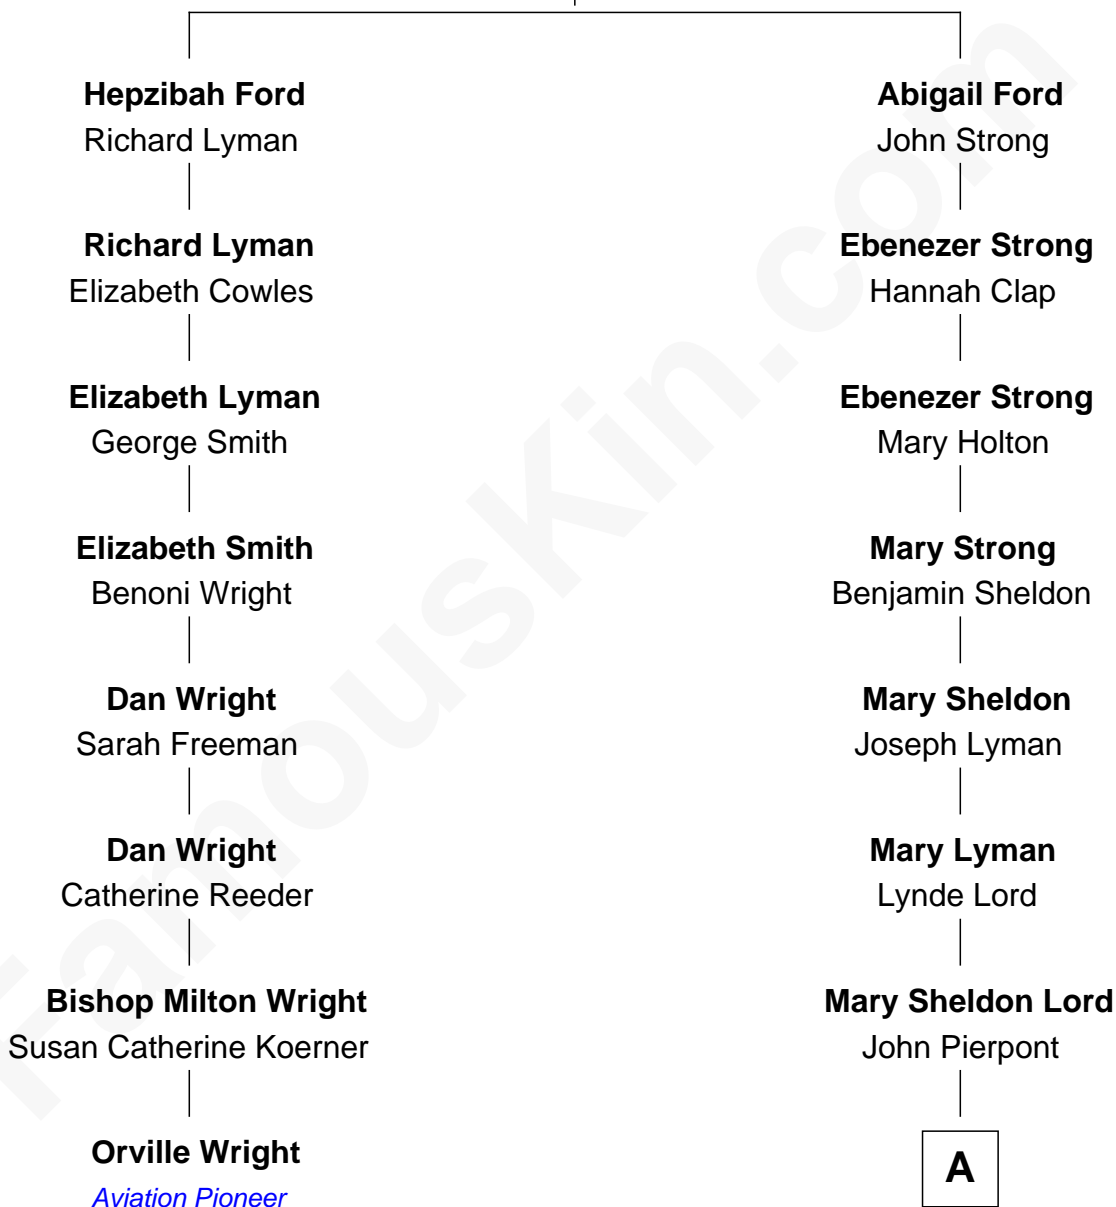 Hepzibah Ford
Richard Lyman
Abigail Ford
John Strong
Richard Lyman
Elizabeth Cowles
Ebenezer Strong
Hannah Clap
Elizabeth Lyman
George Smith
Ebenezer Strong
Mary Holton
Elizabeth Smith
Benoni Wright
Mary Strong
Benjamin Sheldon
Dan Wright
Sarah Freeman
Mary Sheldon
Joseph Lyman
Dan Wright
Catherine Reeder
Mary Lyman
Lynde Lord
Bishop Milton Wright
Susan Catherine Koerner
Mary Sheldon Lord
John Pierpont
Orville Wright
Aviation Pioneer
A
FamousKin.com